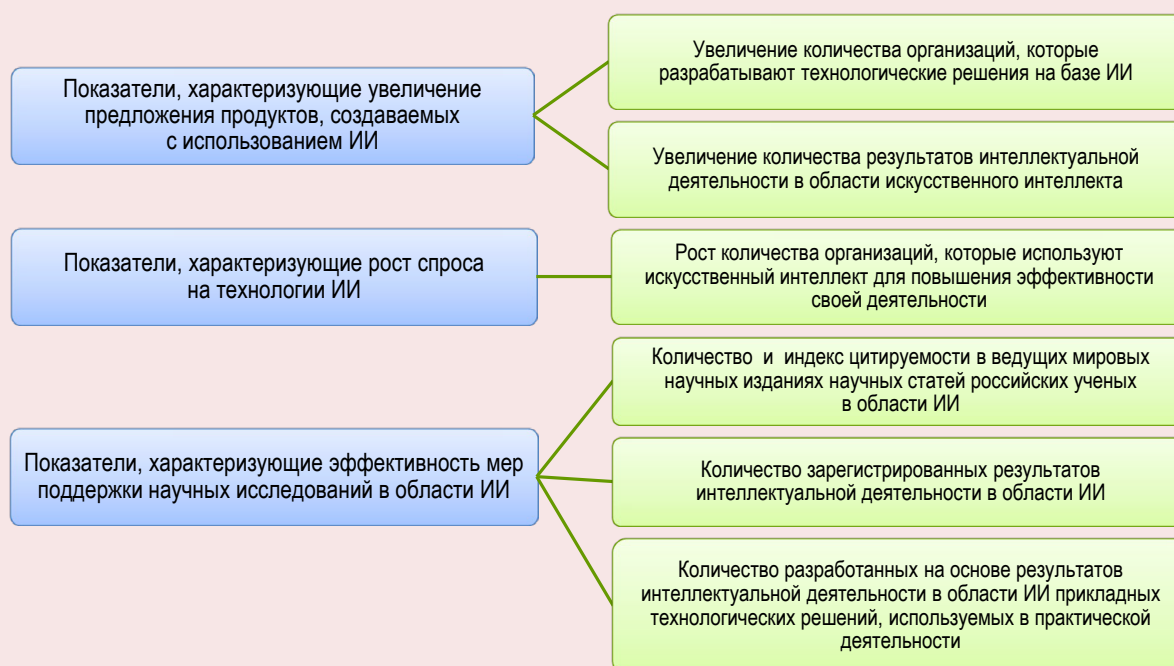 Показатели, характеризующие увеличение
предложения продуктов, создаваемых
с использованием ИИ
Увеличение количества организаций, которые
разрабатывают технологические решения на базе ИИ
Увеличение количества результатов интеллектуальной
деятельности в области искусственного интеллекта
Показатели, характеризующие рост спроса
на технологии ИИ
Рост количества организаций, которые используют
искусственный интеллект для повышения эффективности
своей деятельности
Показатели, характеризующие эффективность мер
поддержки научных исследований в области ИИ
Количество и индекс цитируемости в ведущих мировых
научных изданиях научных статей российских ученых
в области ИИ
Количество зарегистрированных результатов
интеллектуальной деятельности в области ИИ
Количество разработанных на основе результатов
интеллектуальной деятельности в области ИИ прикладных
технологических решений, используемых в практической
деятельности